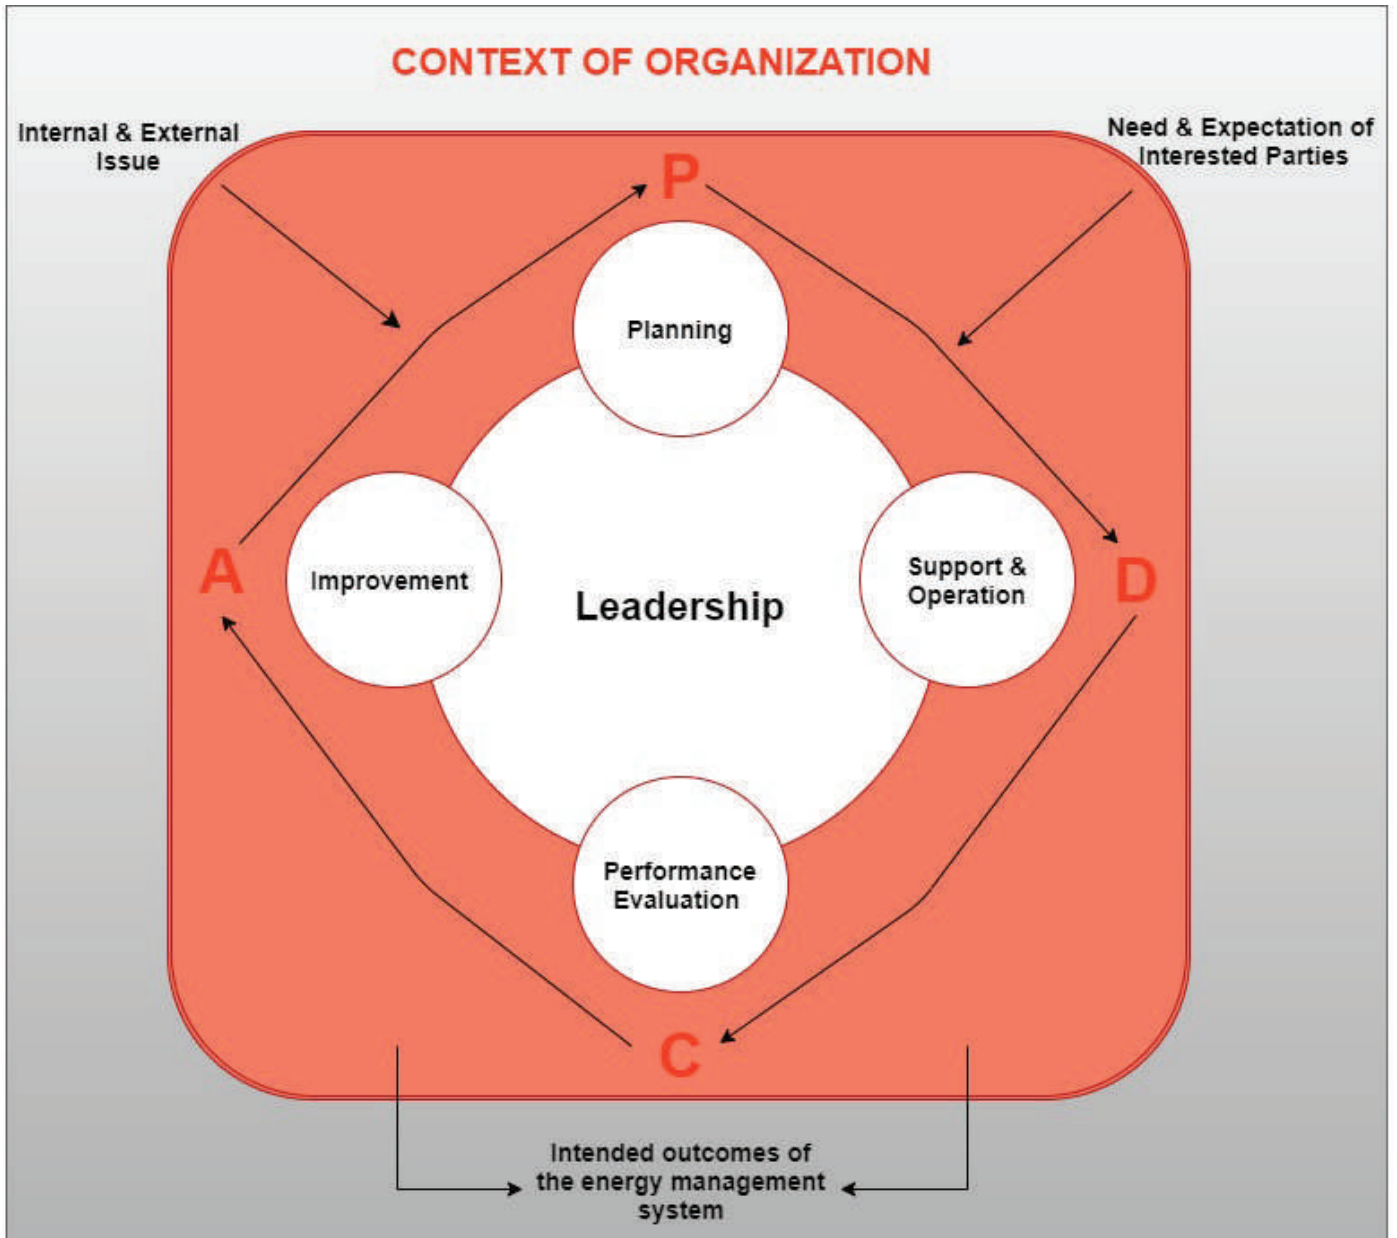 CONTEXT OF ORGANIZATION
Internal & External
Issue
Need & Expectation of
Interested Parties
P
Planning
A
Improvement
Leadership
Support &
Operation
D
Performance
Evaluation
C
Intended outcomes of
the energy management
system